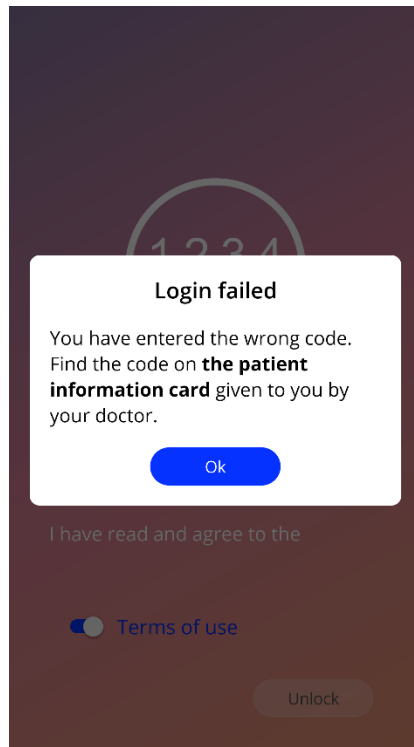 1 2 3 4
Login failed
You have entered the wrong code.
Find the code on the patient
information card given to you by
your doctor.
Ok
I have read and agree to the
Terms of use
Unlock